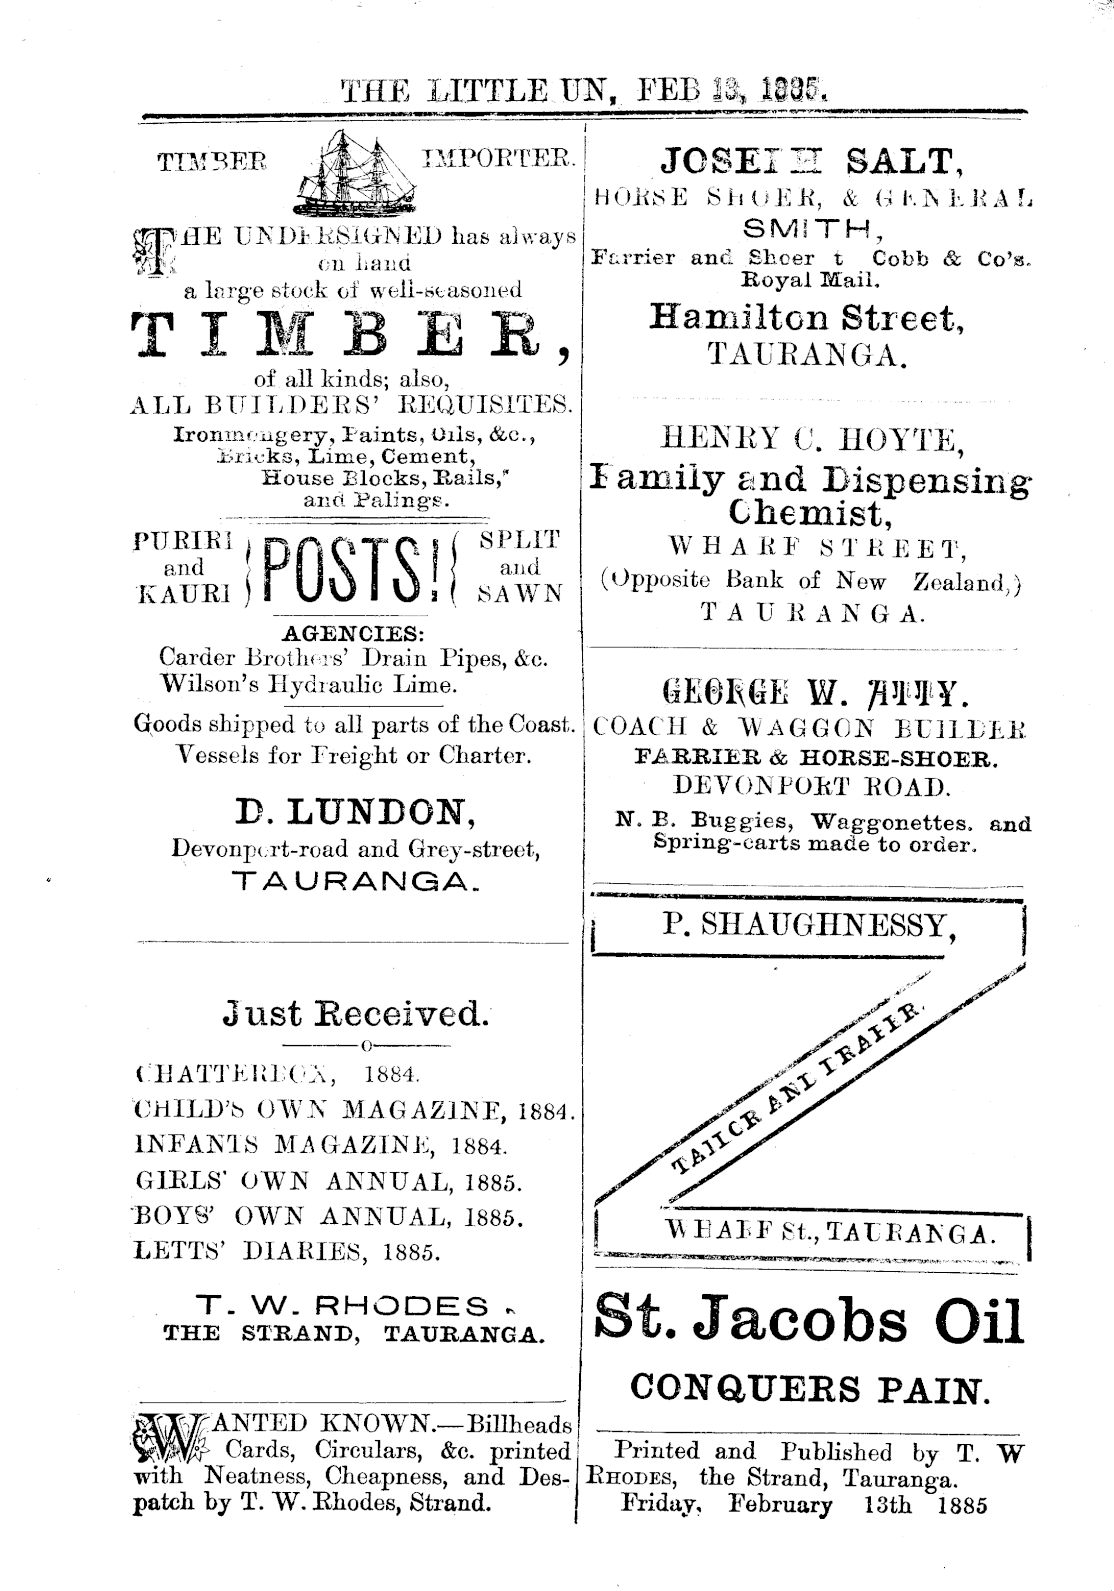 THE LITTLE UN, FEB 13, 1885.
TIMBER IMPORTER.
THE UNDERSIGNED has always
on hand
a large stock of well-seasoned
TIMBER,
of all kinds; also,
ALL BUILDERS' REQUISITES.
Ironmongery, Paints, Oils, &c.,
Bricks, Lime, Cement,
House Blocks, Rails,"
and Palings.
PURIRI
and
KAURI
POSTS!
SPLIT
and
SAWN
AGENCIES:
Carder Brothers' Drain Pipes, &c.
Wilson's Hydraulic Lime.
Goods shipped to all parts of the Coast.
Vessels for Freight or Charter.
D. LUNDON,
Devonport-road and Grey-street,
TAURANGA.
Just Received.
CHATTERBOX, 1884.
CHILD'S OWN MAGAZINE, 1884.
INFANTS MAGAZINE, 1884.
GIRLS' OWN ANNUAL, 1885.
BOYS' OWN ANNUAL, 1885.
LETTS' DIARIES, 1885.
T. W. RHODES
THE STRAND, TAURANGA.
WANTED KNOWN.—Billheads
Cards, Circulars, &c. printed
with Neatness, Cheapness, and Des-
patch by T. W. Rhodes, Strand.
JOSEPH SALT,
HORSE SHOER, & GENERAL
SMITH,
Farrier and Shoer t Cobb & Co's.
Royal Mail.
Hamilton Street,
TAURANGA.
HENRY C. HOYTE,
Family and Dispensing
Chemist,
WHARF STREET,
(Opposite Bank of New Zealand,)
TAURANGA.
GEORGE W. ATTY.
COACH & WAGGON BUILDER
FARRIER & HORSE-SHOER.
DEVONPORT ROAD.
N. B. Buggies, Waggonettes. and
Spring-carts made to order.
P. SHAUGHNESSY,
TAILOR AND DRAPER.
WHARF St., TAURANGA.
St. Jacobs Oil
CONQUERS PAIN.
Printed and Published by T. W
RHODES, the Strand, Tauranga.
Friday, February 13th 1885